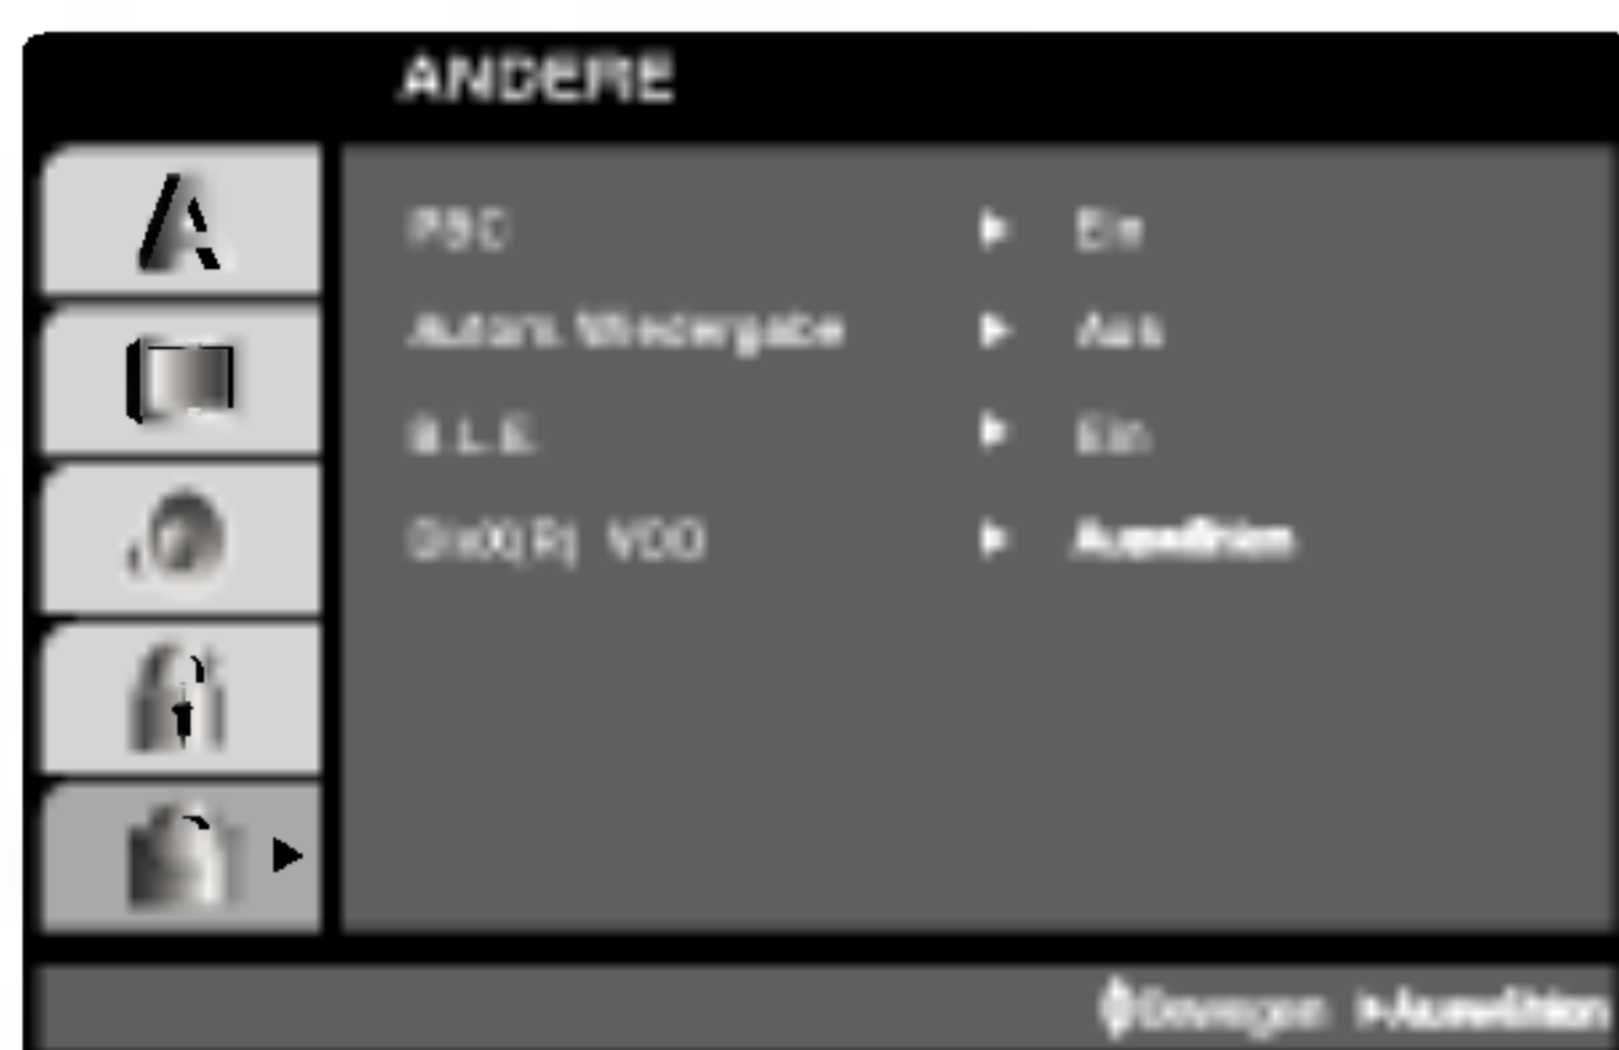 ANDERE
PBC ► Ein
Autom. Wiedergabe ► Aus
B.L.E. ► Ein
DivX(R) VOD ► Auswählen
Bewegen ►Auswählen